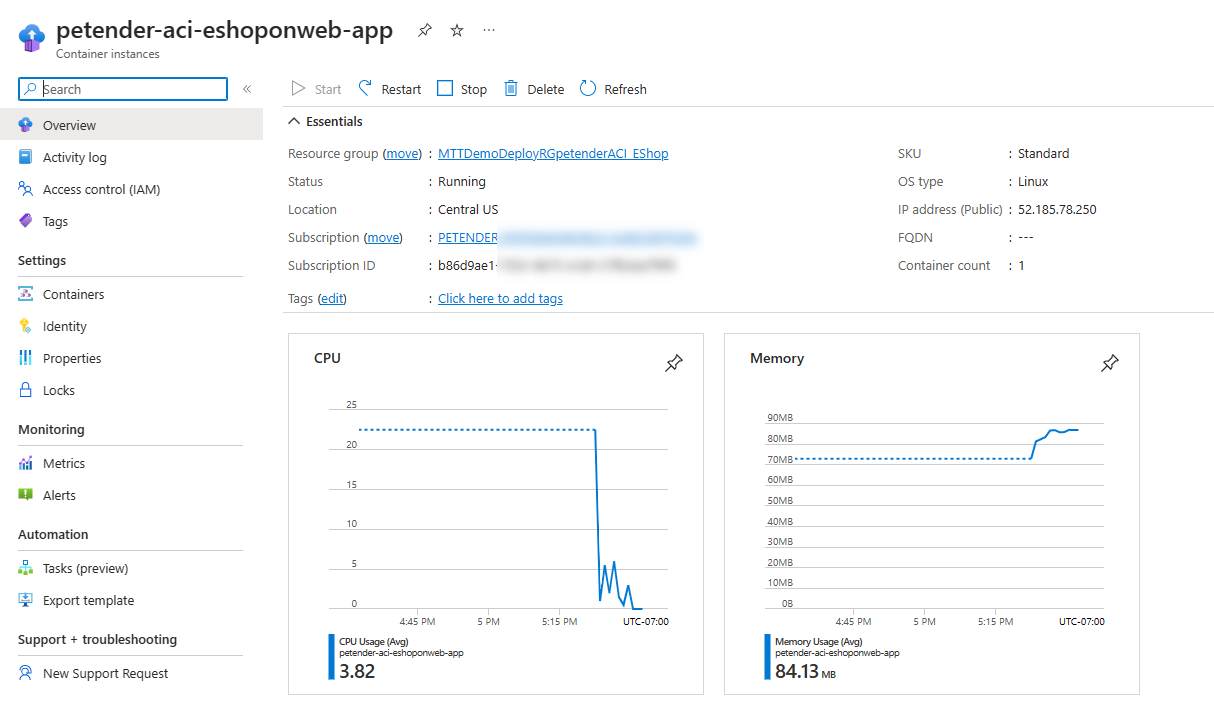 petender-aci-eshoponweb-app
Container instances
Search
Start
Restart
Stop
Delete
Refresh
Overview
Activity log
Access control (IAM)
Tags
Settings
Containers
Identity
Properties
Locks
Monitoring
Metrics
Alerts
Automation
Tasks (preview)
Export template
Support + troubleshooting
New Support Request
Essentials
Resource group (move) : MTTDemoDeployRGpetenderACI_EShop
Status : Running
Location : Central US
Subscription (move) : PETENDER
Subscription ID : b86d9ae1-
Tags (edit) : Click here to add tags
SKU : Standard
OS type : Linux
IP address (Public) : 52.185.78.250
FQDN : ---
Container count : 1
CPU
25
20
15
10
5
0
4:45 PM 5 PM 5:15 PM UTC-07:00
CPU Usage (Avg)
petender-aci-eshoponweb-app
3.82
Memory
90MB
80MB
70MB
60MB
50MB
40MB
30MB
20MB
10MB
0B
4:45 PM 5 PM 5:15 PM UTC-07:00
Memory Usage (Avg)
petender-aci-eshoponweb-app
84.13 MB